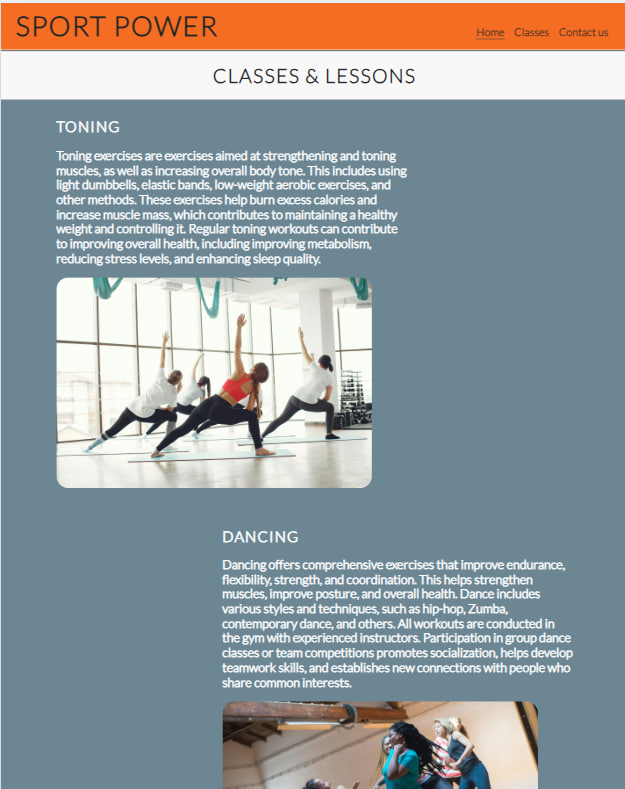 SPORT POWER
Home Classes Contact us
CLASSES & LESSONS
TONING
Toning exercises are exercises aimed at strengthening and toning
muscles, as well as increasing overall body tone. This includes using
light dumbbells, elastic bands, low-weight aerobic exercises, and
other methods. These exercises help burn excess calories and
increase muscle mass, which contributes to maintaining a healthy
weight and controlling it. Regular toning workouts can contribute
to improving overall health, including improving metabolism,
reducing stress levels, and enhancing sleep quality.
DANCING
Dancing offers comprehensive exercises that improve endurance,
flexibility, strength, and coordination. This helps strengthen
muscles, improve posture, and overall health. Dance includes
various styles and techniques, such as hip-hop, Zumba,
contemporary dance, and others. All workouts are conducted in
the gym with experienced instructors. Participation in group dance
classes or team competitions promotes socialization, helps develop
teamwork skills, and establishes new connections with people who
share common interests.